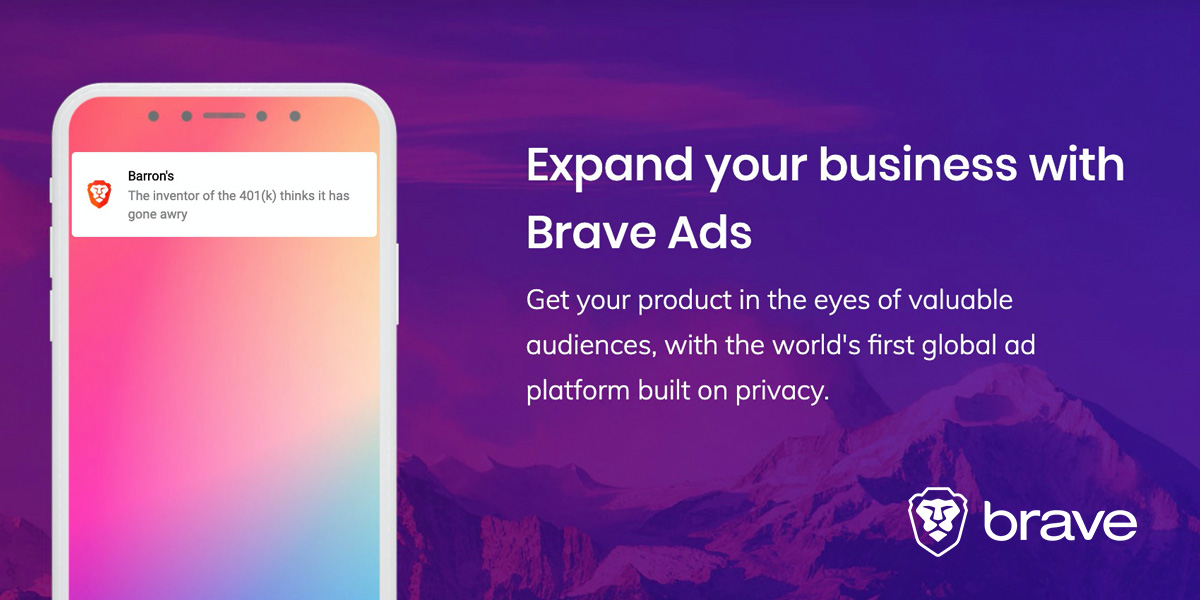 Barron's
The inventor of the 401(k) thinks it has
gone awry
Expand your business with
Brave Ads
Get your product in the eyes of valuable
audiences, with the world's first global ad
platform built on privacy.
brave